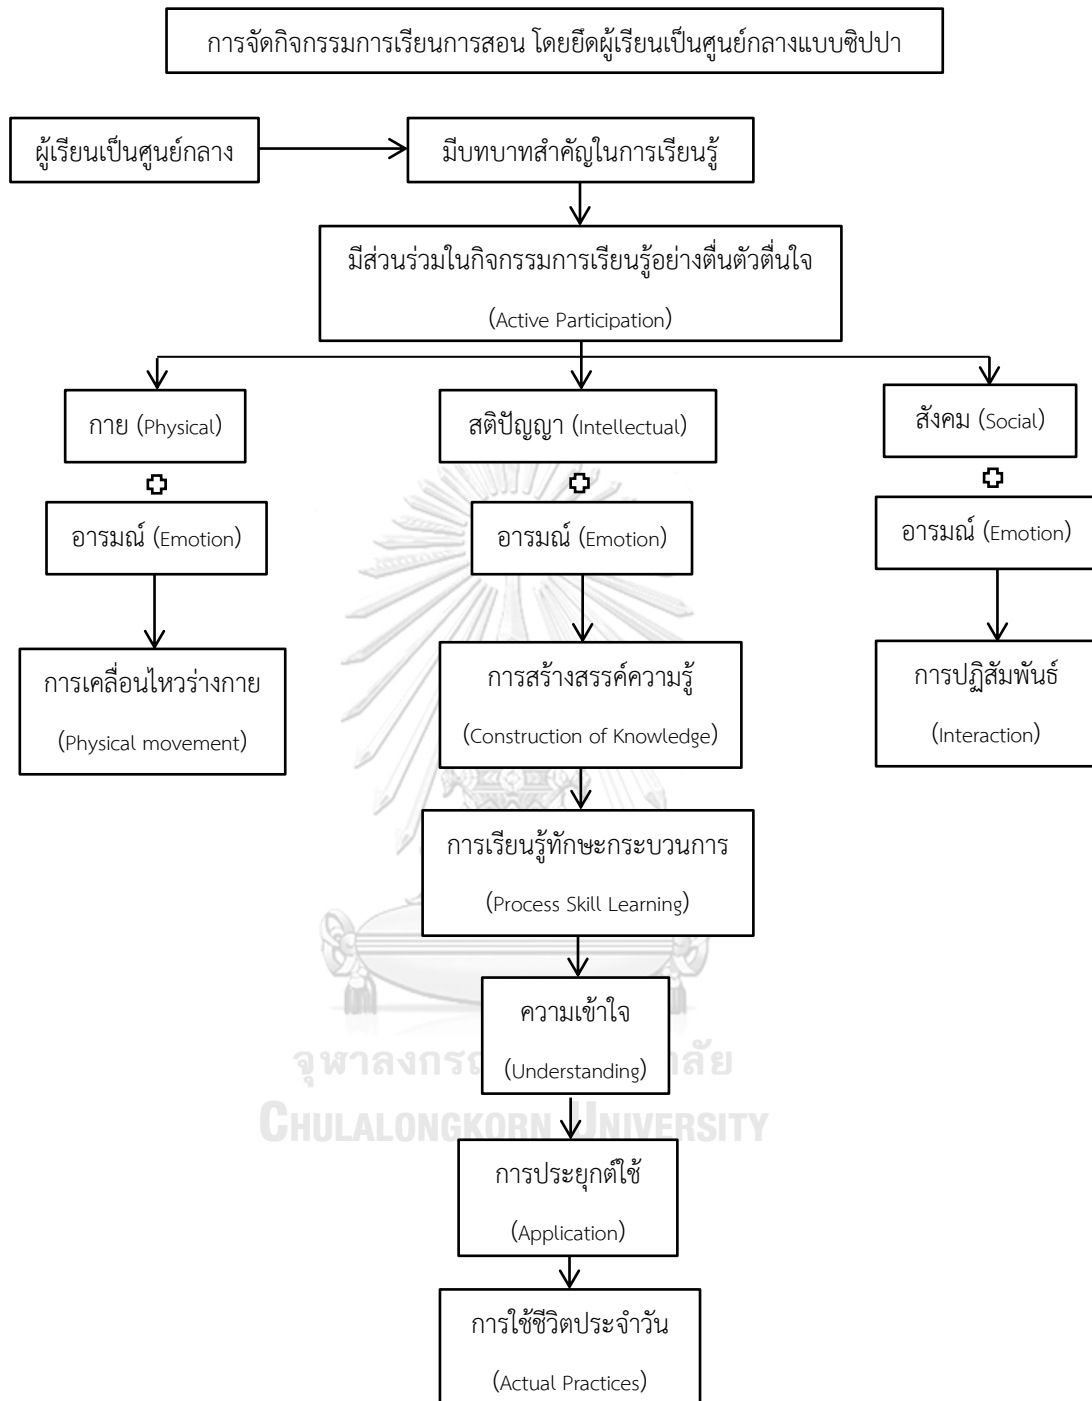 การจัดกิจกรรมการเรียนการสอน โดยยึดผู้เรียนเป็นศูนย์กลางแบบซิปปา
ผู้เรียนเป็นศูนย์กลาง
มีบทบาทสำคัญในการเรียนรู้
มีส่วนร่วมในกิจกรรมการเรียนรู้อย่างตื่นตัวตื่นใจ
(Active Participation)
กาย (Physical)
สติปัญญา (Intellectual)
สังคม (Social)
อารมณ์ (Emotion)
อารมณ์ (Emotion)
อารมณ์ (Emotion)
การเคลื่อนไหวร่างกาย
(Physical movement)
การสร้างสรรค์ความรู้
(Construction of Knowledge)
การปฏิสัมพันธ์
(Interaction)
การเรียนรู้ทักษะกระบวนการ
(Process Skill Learning)
ความเข้าใจ
(Understanding)
CHULALONGKORN UNIVERSITY
การประยุกต์ใช้
(Application)
การใช้ชีวิตประจำวัน
(Actual Practices)